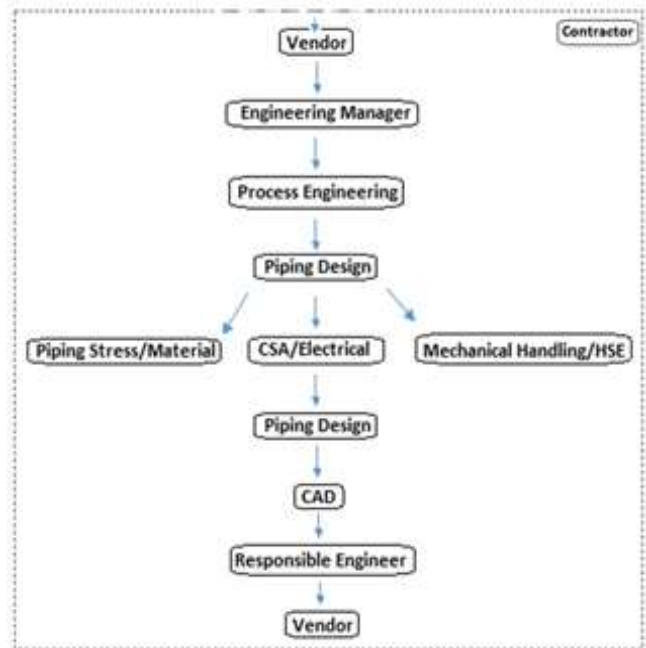 Contractor
Vendor
Engineering Manager
Process Engineering
Piping Design
Piping Stress/Material
CSA/Electrical
Mechanical Handling/HSE
Piping Design
CAD
Responsible Engineer
Vendor